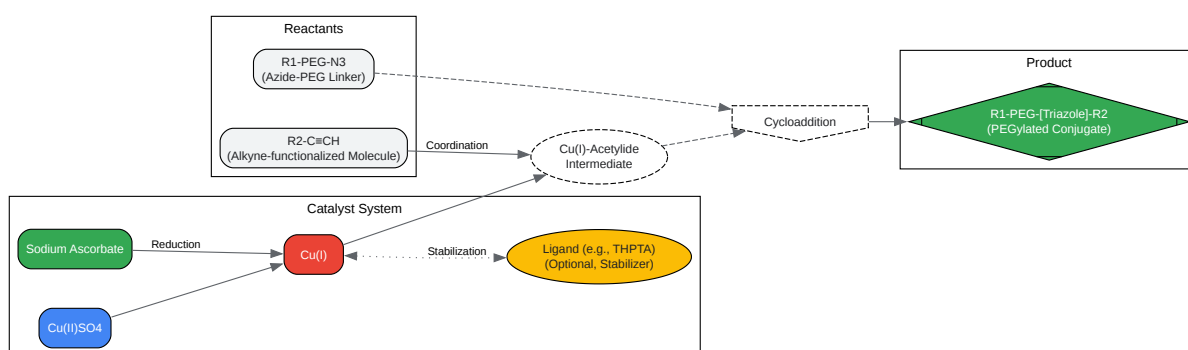 Reactants
R1-PEG-N3
(Azide-PEG Linker)
R2-C≡CH
(Alkyne-functionalized Molecule)
Coordination
Cu(I)-Acetylide
Intermediate
Cycloaddition
Product
R1-PEG-[Triazole]-R2
(PEGylated Conjugate)
Catalyst System
Sodium Ascorbate
Reduction
Cu(I)
Stabilization
Ligand (e.g., THPTA)
(Optional, Stabilizer)
Cu(II)SO4